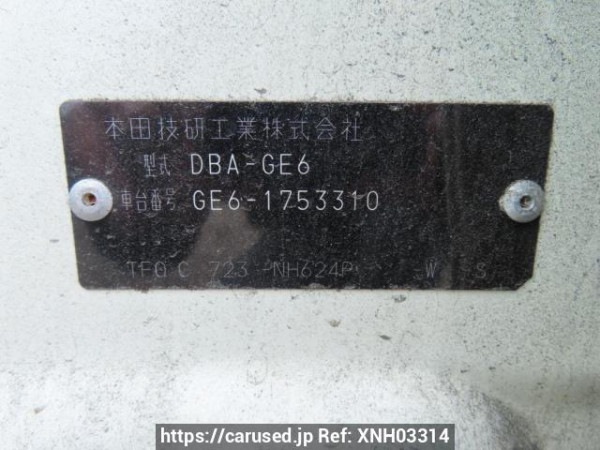 本田技研工業株式会社
型式 DBA-GE6
車台番号 GE6-1753310
TF0 C 723 -NH624P -W -S
https://carused.jp Ref: XNH03314